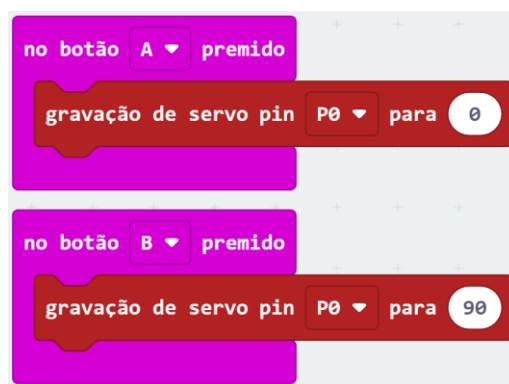 no botão A premido
gravação de servo pin P0 para 0
no botão B premido
gravação de servo pin P0 para 90